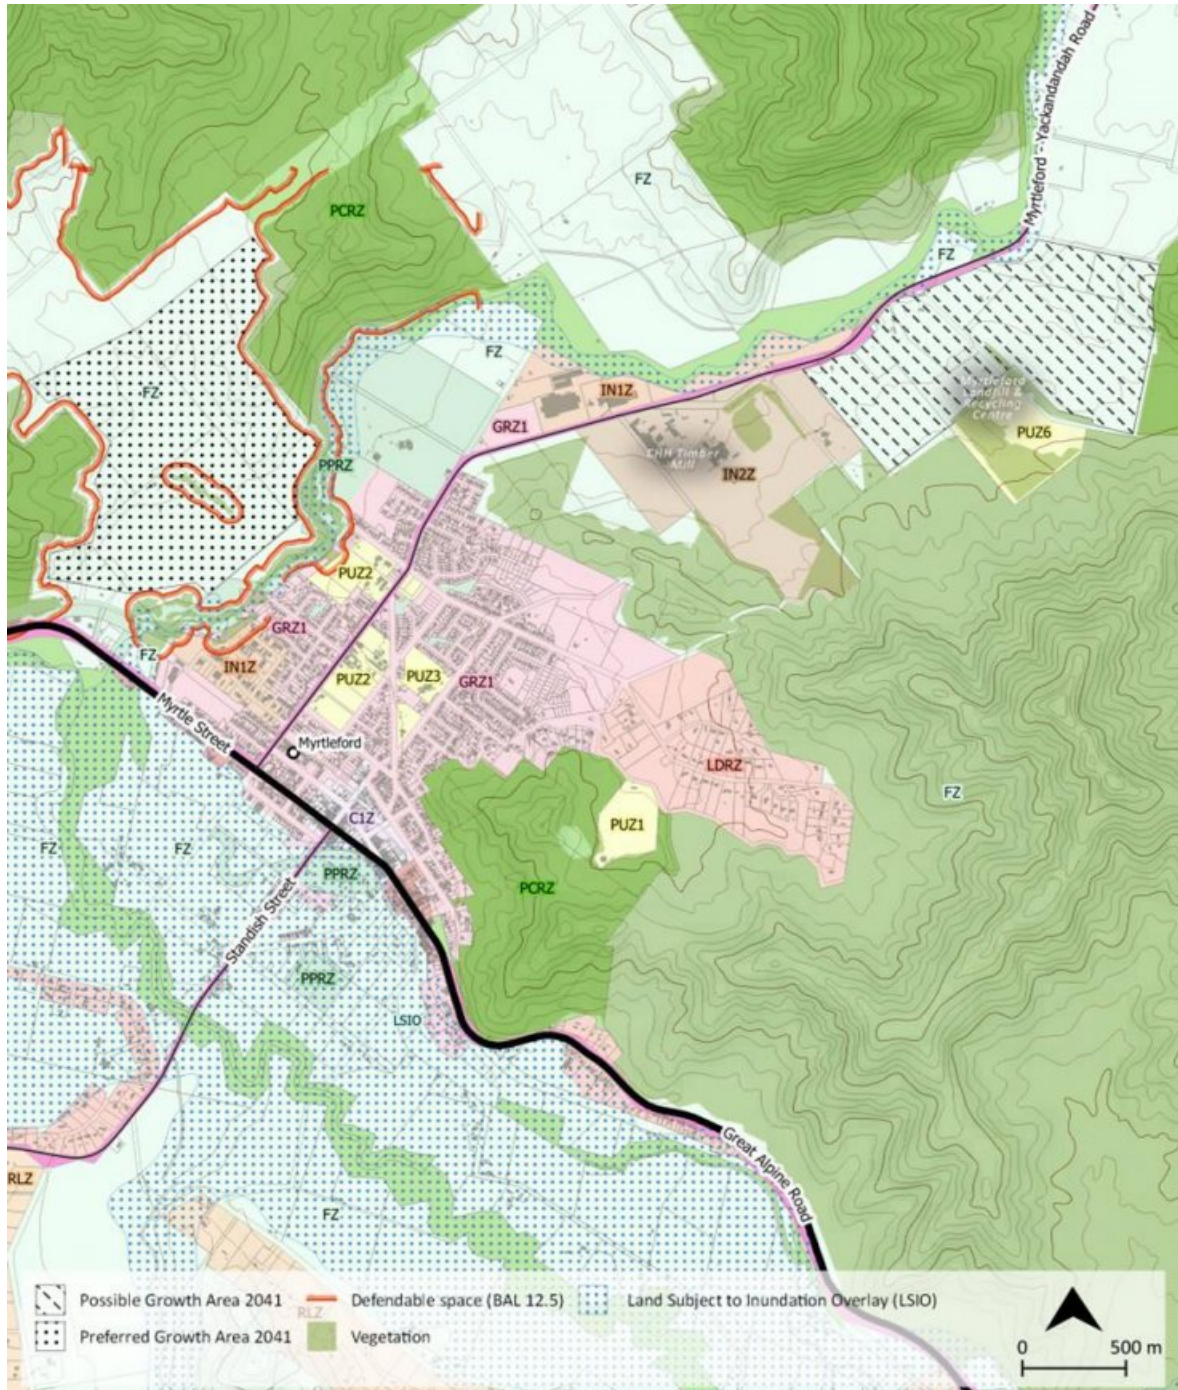 Myrtleford - Yackandandah Road
FZ
PCRZ
FZ
FZ
FZ
IN1Z
Myrtleford
Landfill &
Recycling
Centre
GRZ1
PUZ6
CHH Timber
Mill
PPRZ
IN2Z
PUZ2
GRZ1
FZ
IN1Z
PUZ2
PUZ3
GRZ1
Myrtle Street
Myrtleford
LDRZ
FZ
C1Z
PUZ1
FZ
FZ
PPRZ
PCRZ
Standish Street
PPRZ
LSIO
Great Alpine Road
RLZ
FZ
Possible Growth Area 2041
Defendable space (BAL 12.5)
Land Subject to Inundation Overlay (LSIO)
RLZ
Preferred Growth Area 2041
Vegetation
0 500 m